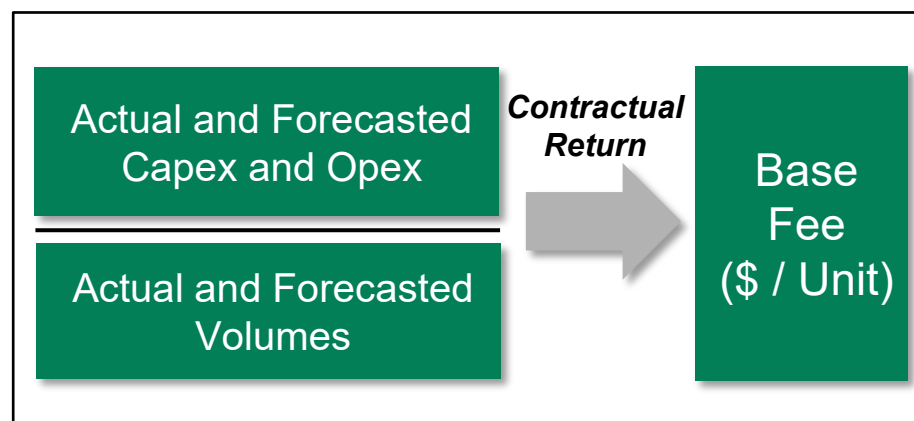 Actual and Forecasted
Capex and Opex
Contractual
Return
Actual and Forecasted
Volumes
Base
Fee
($ / Unit)